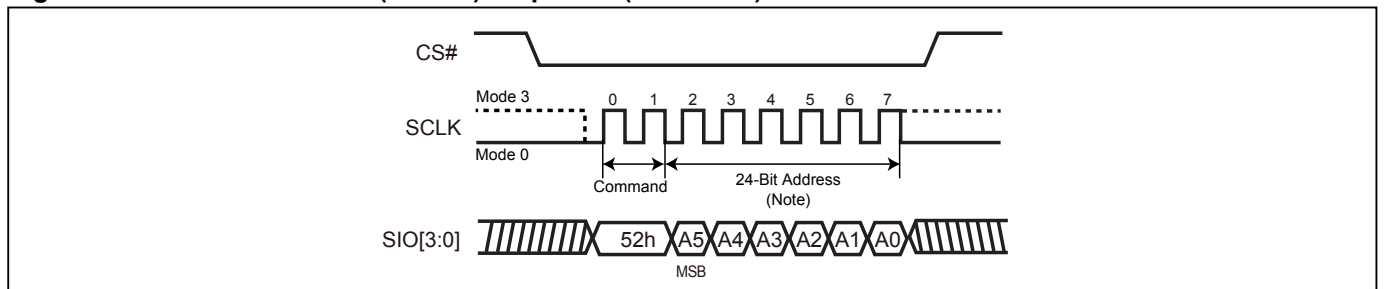 CS#
Mode 3
0 1 2 3 4 5 6 7
SCLK
Mode 0
Command
24-Bit Address
(Note)
SIO[3:0]
52h A5 A4 A3 A2 A1 A0
MSB